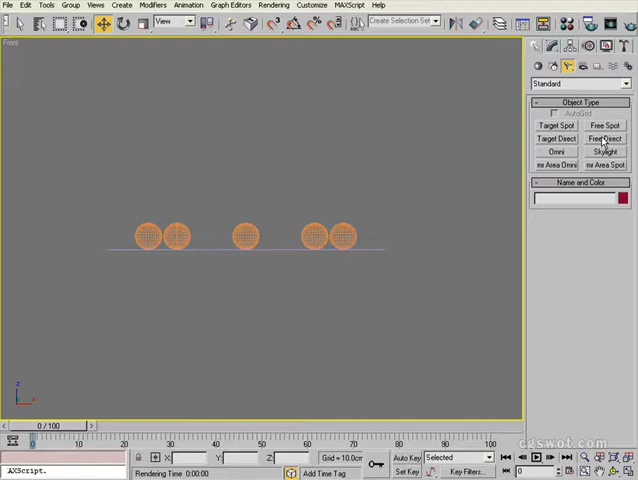 File Edit Tools Group Views Create Modifiers Animation Graph Editors Rendering Customize MAXScript Help
View
Create Selection Set
Front
Standard
- Object Type
AutoGrid
Target Spot Free Spot
Target Direct Free Direct
Omni Skylight
mr Area Omni mr Area Spot
- Name and Color
z
x
< 0 / 100 >
0 10 20 30 40 50 60 70 80 90 100
cgswot.com
X: Y: Z: Grid = 10.0cm Auto Key Selected
AXScript. Rendering Time 0:00:00 Add Time Tag Set Key Key Filters... 0